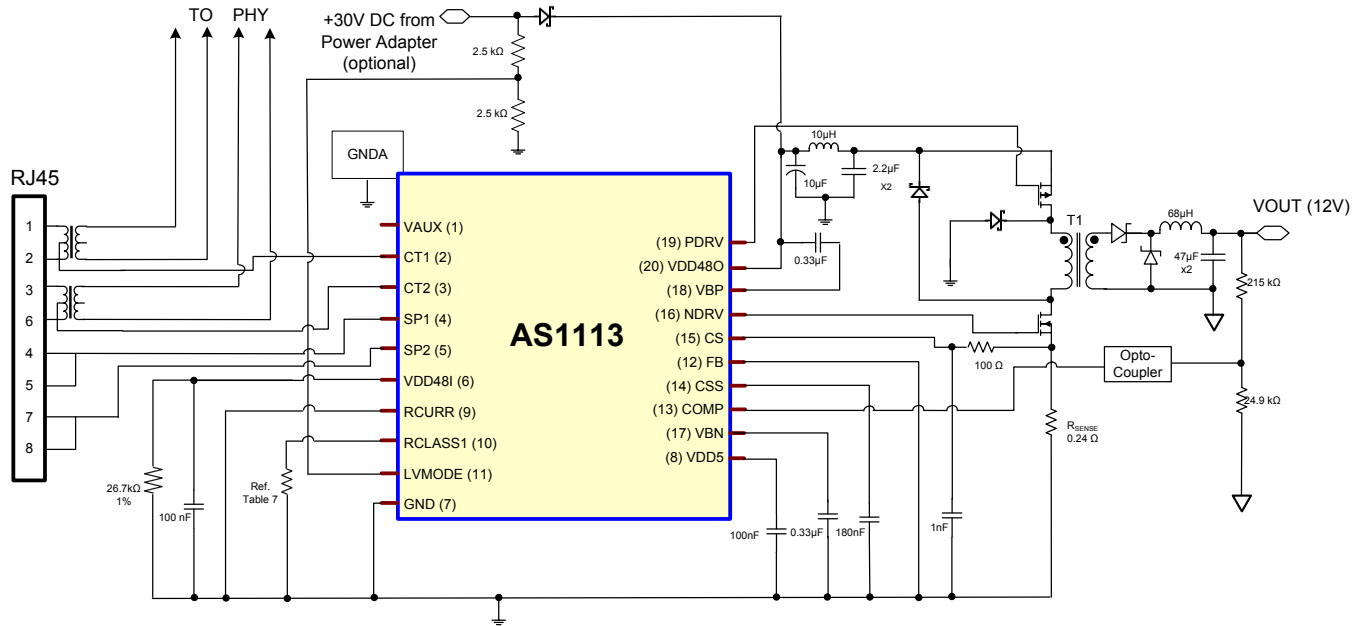 TO PHY
+30V DC from
Power Adapter
(optional)
2.5 kΩ
2.5 kΩ
GNDA
RJ45
1
2
3
6
4
5
7
8
VAUX (1)
CT1 (2)
CT2 (3)
SP1 (4)
SP2 (5)
VDD48I (6)
RCURR (9)
RCLASS1 (10)
LVMODE (11)
GND (7)
AS1113
(19) PDRV
(20) VDD48O
(18) VBP
(16) NDRV
(15) CS
(12) FB
(14) CSS
(13) COMP
(17) VBN
(8) VDD5
10µH
10µF
2.2µF
X2
0.33µF
T1
68µH
VOUT (12V)
47µF
x2
215 kΩ
100 Ω
Opto-
Coupler
24.9 kΩ
RSENSE
0.24 Ω
26.7kΩ
1%
100 nF
Ref.
Table 7
100nF
0.33µF
180nF
1nF